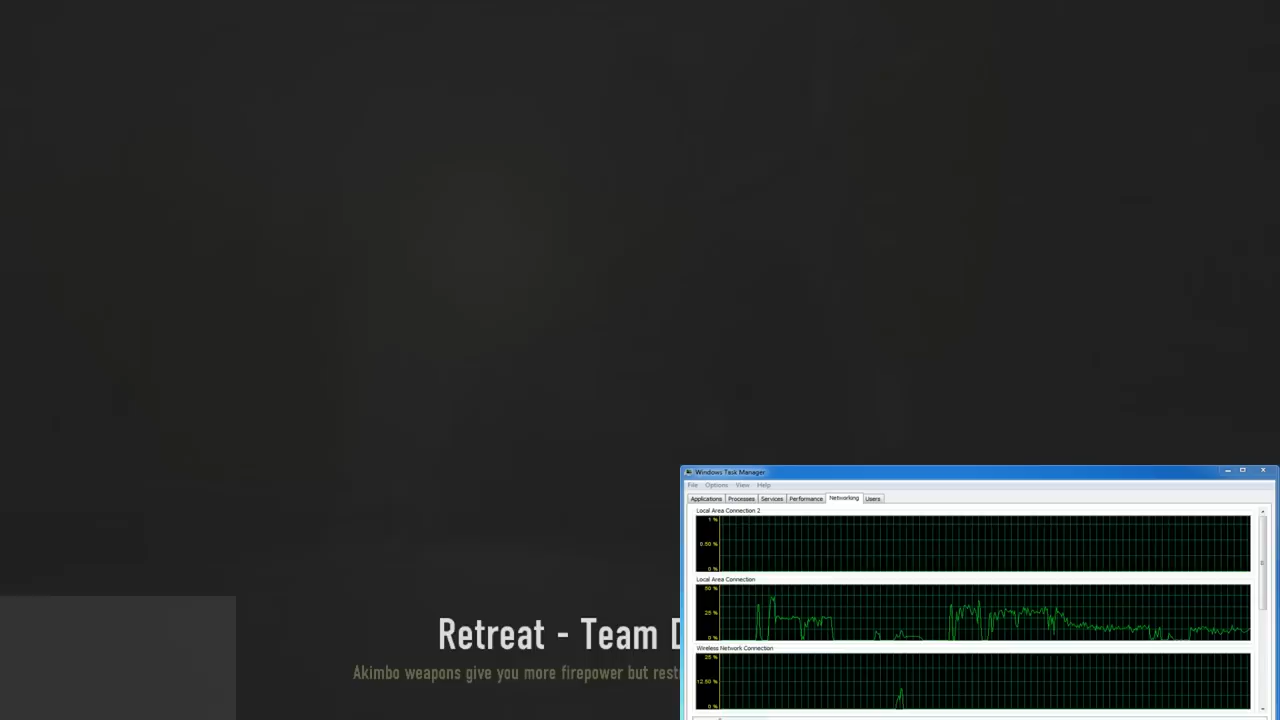 Windows Task Manager
File Options View Help
Applications Processes Services Performance Networking Users
Local Area Connection 2
1 %
0.50 %
0 %
Local Area Connection
50 %
25 %
0 %
Retreat - Team D
Wireless Network Connection
25 %
Akimbo weapons give you more firepower but rest
12.50 %
0 %